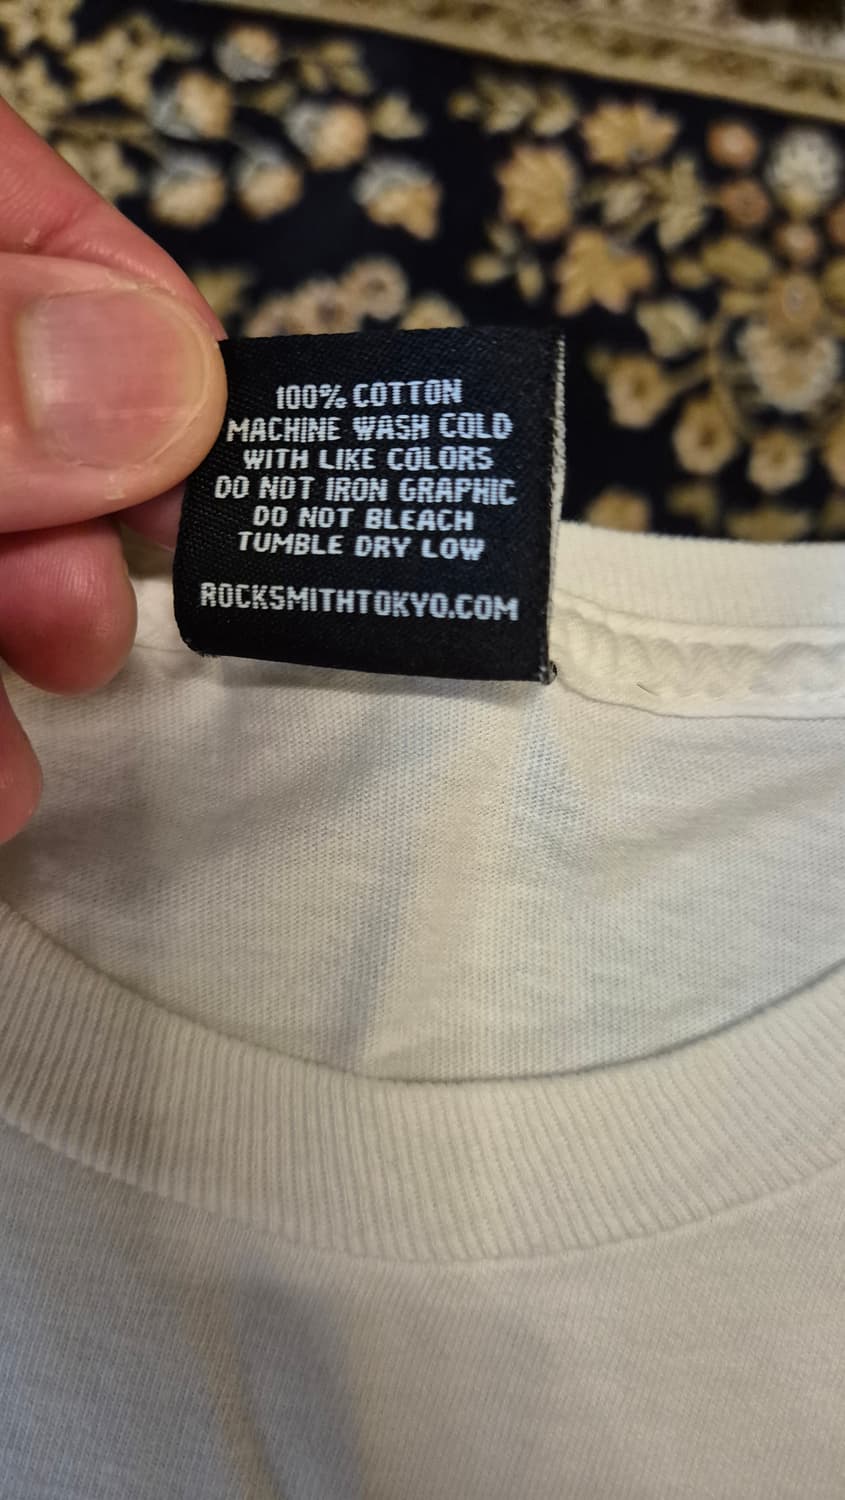 100% COTTON
MACHINE WASH COLD
WITH LIKE COLORS
DO NOT IRON GRAPHIC
DO NOT BLEACH
TUMBLE DRY LOW
ROCKSMITHTOKYO.COM